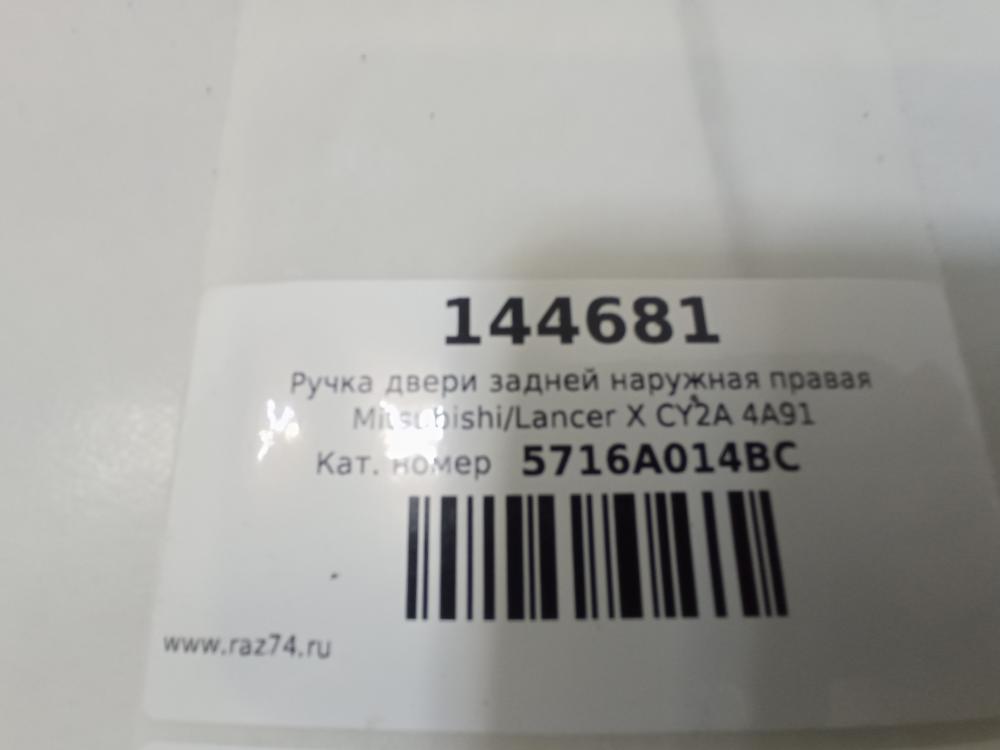 144681
Ручка двери задней наружная правая
Mitsubishi/Lancer X CY2A 4A91
Кат. номер 5716A014BC
www.raz74.ru